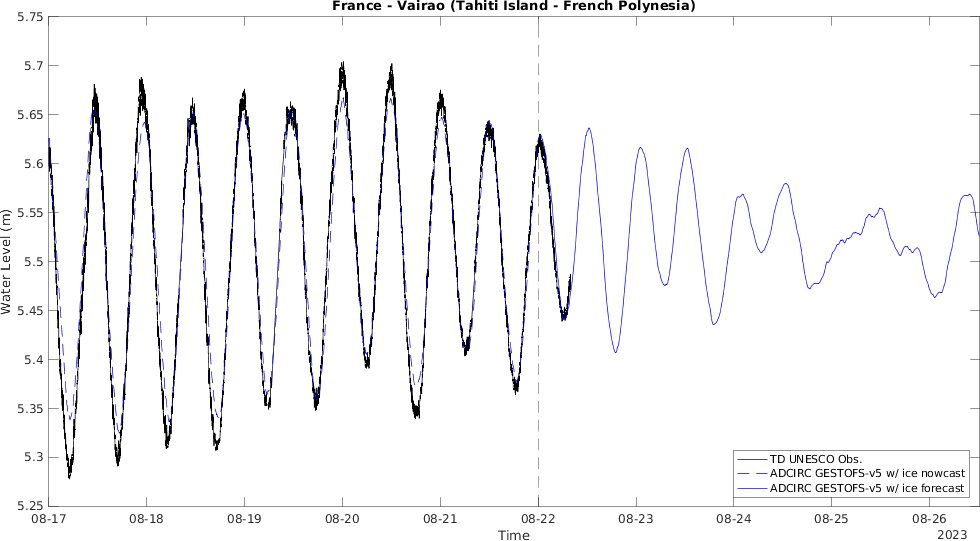 France - Vairao (Tahiti Island - French Polynesia)
5.75
5.7
5.65
5.6
5.55
5.5
5.45
5.4
5.35
5.3
5.25
Water Level (m)
TD UNESCO Obs.
ADCIRC GESTOFS-v5 w/ ice nowcast
ADCIRC GESTOFS-v5 w/ ice forecast
08-17 08-18 08-19 08-20 08-21 08-22 08-23 08-24 08-25 08-26
Time
2023